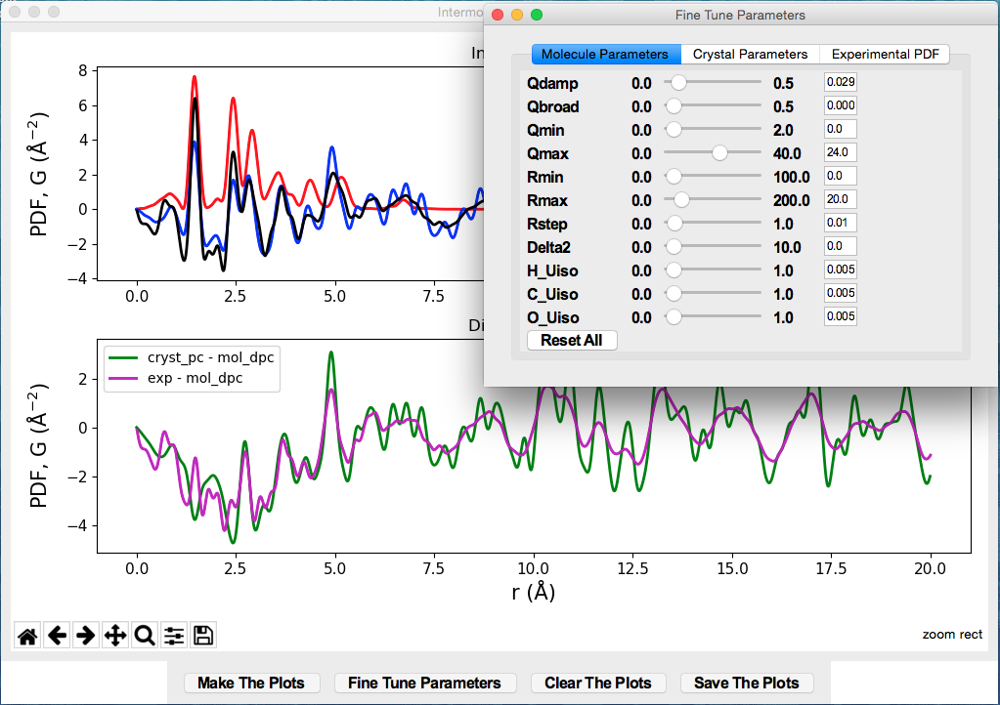 Intermo
Fine Tune Parameters
Molecule Parameters Crystal Parameters Experimental PDF
Qdamp 0.0 0.5 0.029
Qbroad 0.0 0.5 0.000
Qmin 0.0 2.0 0.0
Qmax 0.0 40.0 24.0
Rmin 0.0 100.0 0.0
Rmax 0.0 200.0 20.0
Rstep 0.0 1.0 0.01
Delta2 0.0 10.0 0.0
H_Uiso 0.0 1.0 0.005
C_Uiso 0.0 1.0 0.005
O_Uiso 0.0 1.0 0.005
Reset All
In
8
6
4
2
0
−2
−4
PDF, G (Å⁻²)
0.0 2.5 5.0 7.5
Di
cryst_pc - mol_dpc
exp - mol_dpc
2
0
−2
−4
PDF, G (Å⁻²)
0.0 2.5 5.0 7.5 10.0 12.5 15.0 17.5 20.0
r (Å)
zoom rect
Make The Plots Fine Tune Parameters Clear The Plots Save The Plots